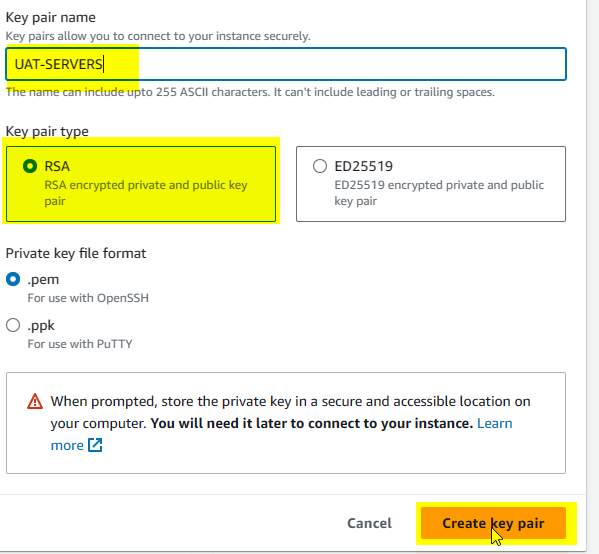 Key pair name
Key pairs allow you to connect to your instance securely.
UAT-SERVERS
The name can include upto 255 ASCII characters. It can't include leading or trailing spaces.
Key pair type
RSA
RSA encrypted private and public key
pair
ED25519
ED25519 encrypted private and public
key pair
Private key file format
.pem
For use with OpenSSH
.ppk
For use with PuTTY
When prompted, store the private key in a secure and accessible location on
your computer. You will need it later to connect to your instance. Learn
more
Cancel
Create key pair